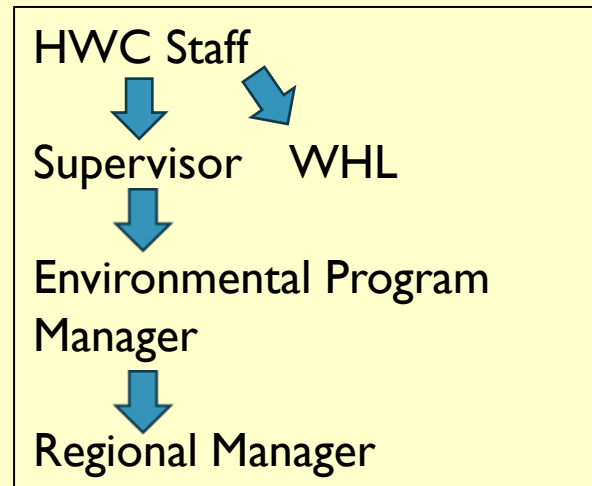 HWC Staff
Supervisor WHL
Environmental Program
Manager
Regional Manager